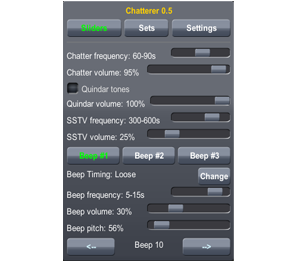 Chatterer 0.5
Others Sets Settings
Chatter frequency: 60-90s
Chatter volume: 95%
Quindar tones
Quindar volume: 100%
SSTV frequency: 300-600s
SSTV volume: 25%
Beep #1 Beep #2 Beep #3
Beep Timing: Loose Change
Beep frequency: 5-15s
Beep volume: 30%
Beep pitch: 56%
<-- Beep 10 -->